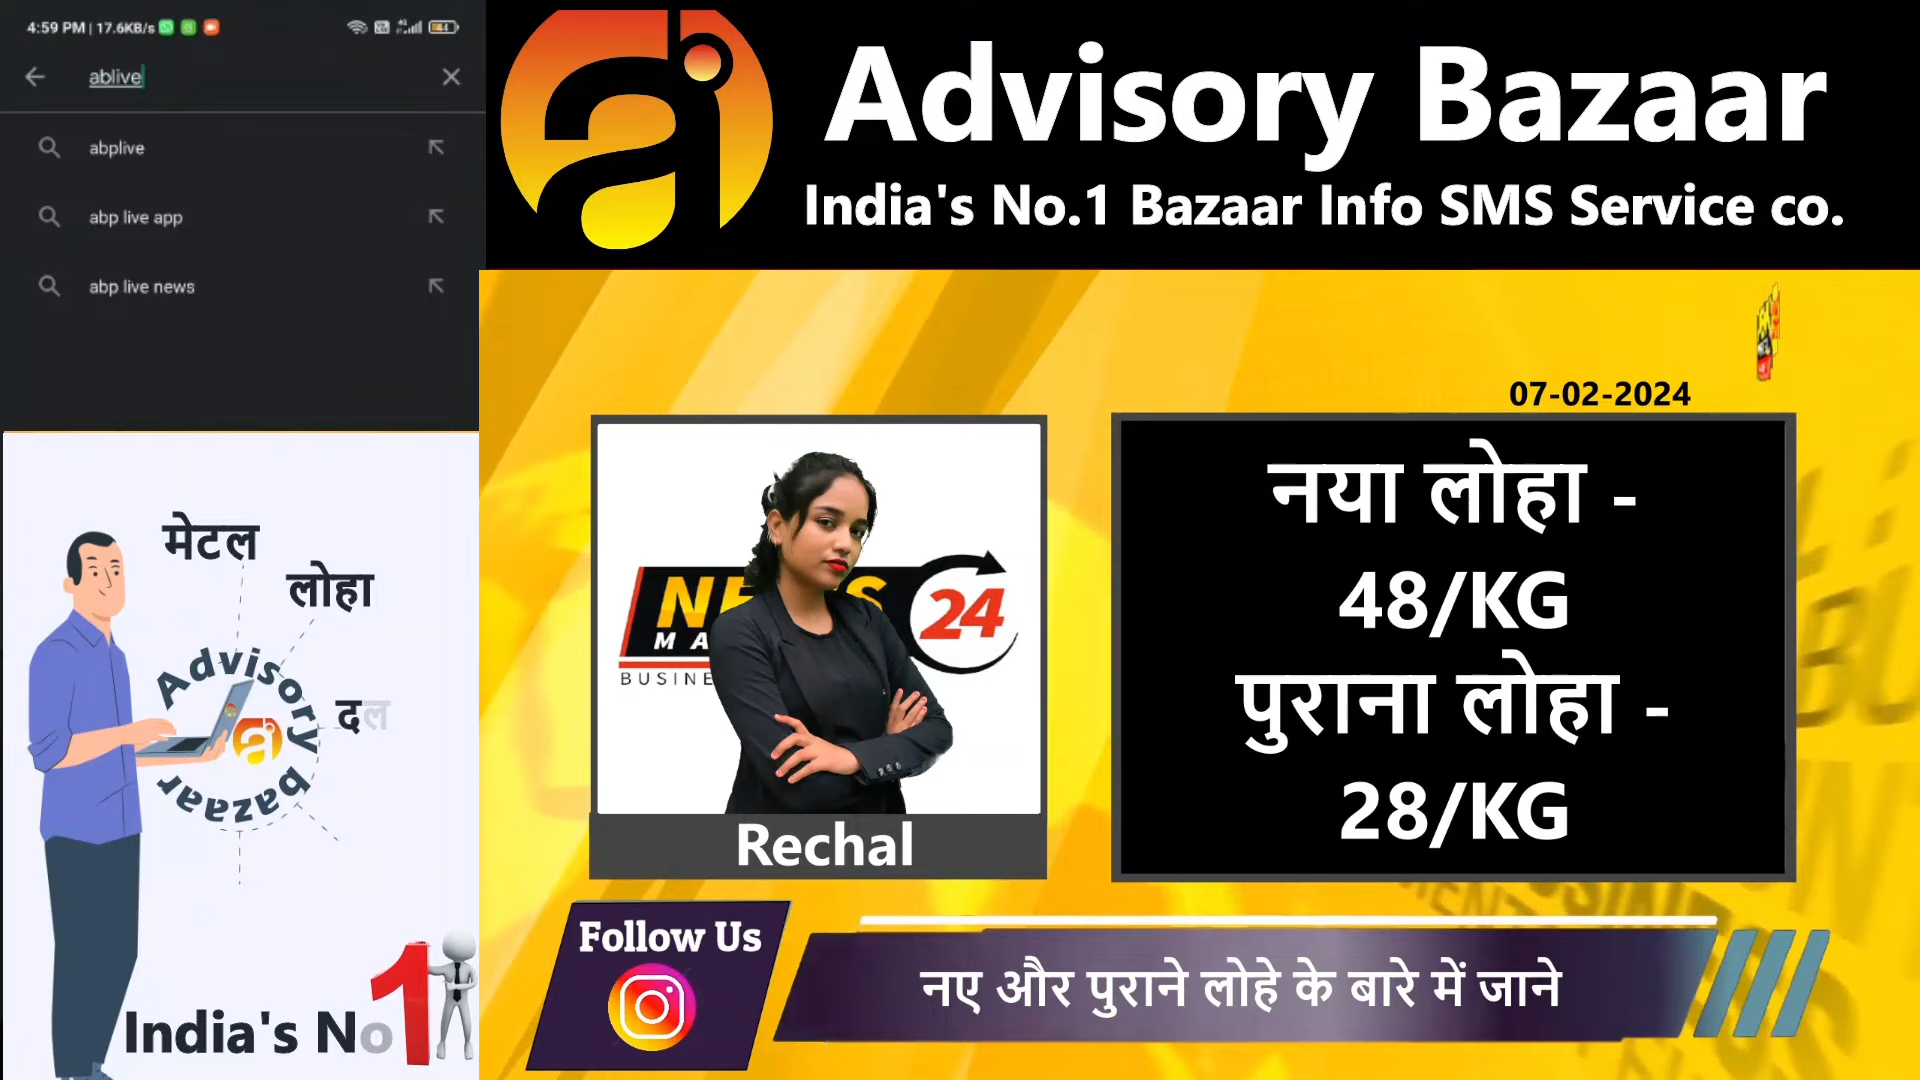 4:59 PM | 17.6KB/s
ablive
abplive
abp live app
abp live news
Advisory Bazaar
India's No.1 Bazaar Info SMS Service co.
07-02-2024
नया लोहा -
48/KG
पुराना लोहा -
28/KG
मेटल
लोहा
दल
Advisory
bazaar
India's No
1
24
BUSINE
Rechal
Follow Us
नए और पुराने लोहे के बारे में जाने